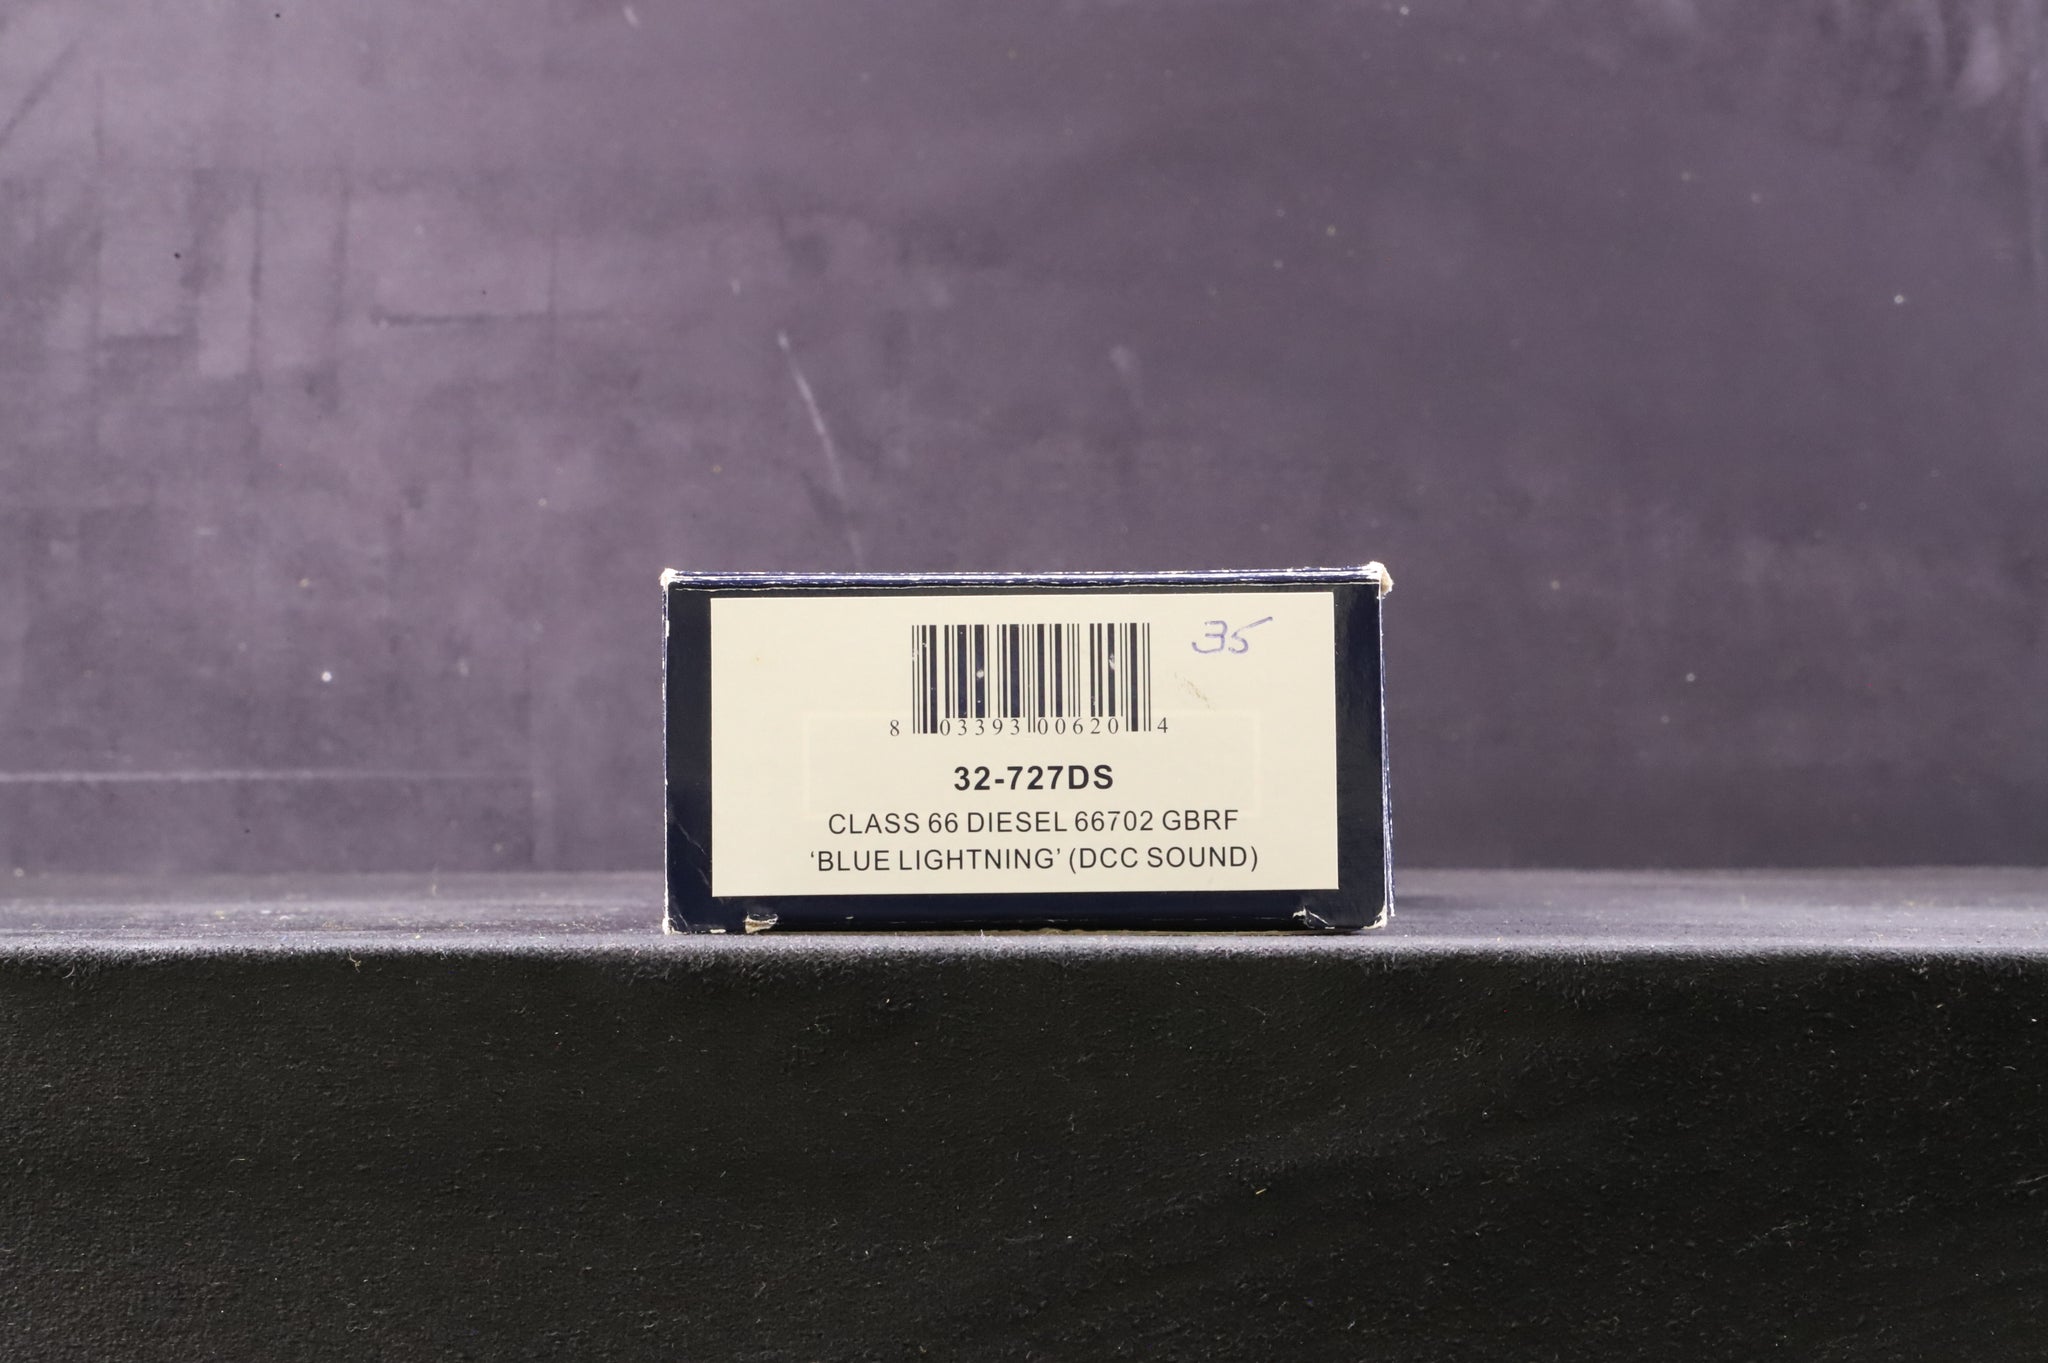 35
8 03393 00620 4
32-727DS
CLASS 66 DIESEL 66702 GBRF
‘BLUE LIGHTNING’ (DCC SOUND)